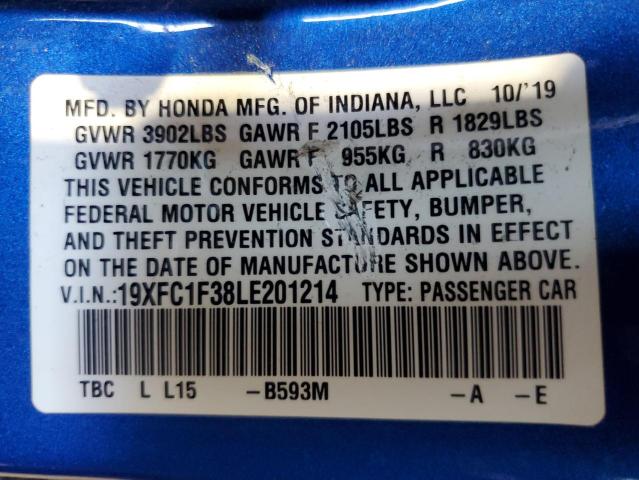 MFD. BY HONDA MFG. OF INDIANA, LLC 10/'19
GVWR 3902LBS GAWR F 2105LBS R 1829LBS
GVWR 1770KG GAWR F 955KG R 830KG
THIS VEHICLE CONFORMS TO ALL APPLICABLE
FEDERAL MOTOR VEHICLE SAFETY, BUMPER,
AND THEFT PREVENTION STANDARDS IN EFFECT
ON THE DATE OF MANUFACTURE SHOWN ABOVE.
V.I.N.:19XFC1F38LE201214 TYPE: PASSENGER CAR
TBC L L15 -B593M -A -E